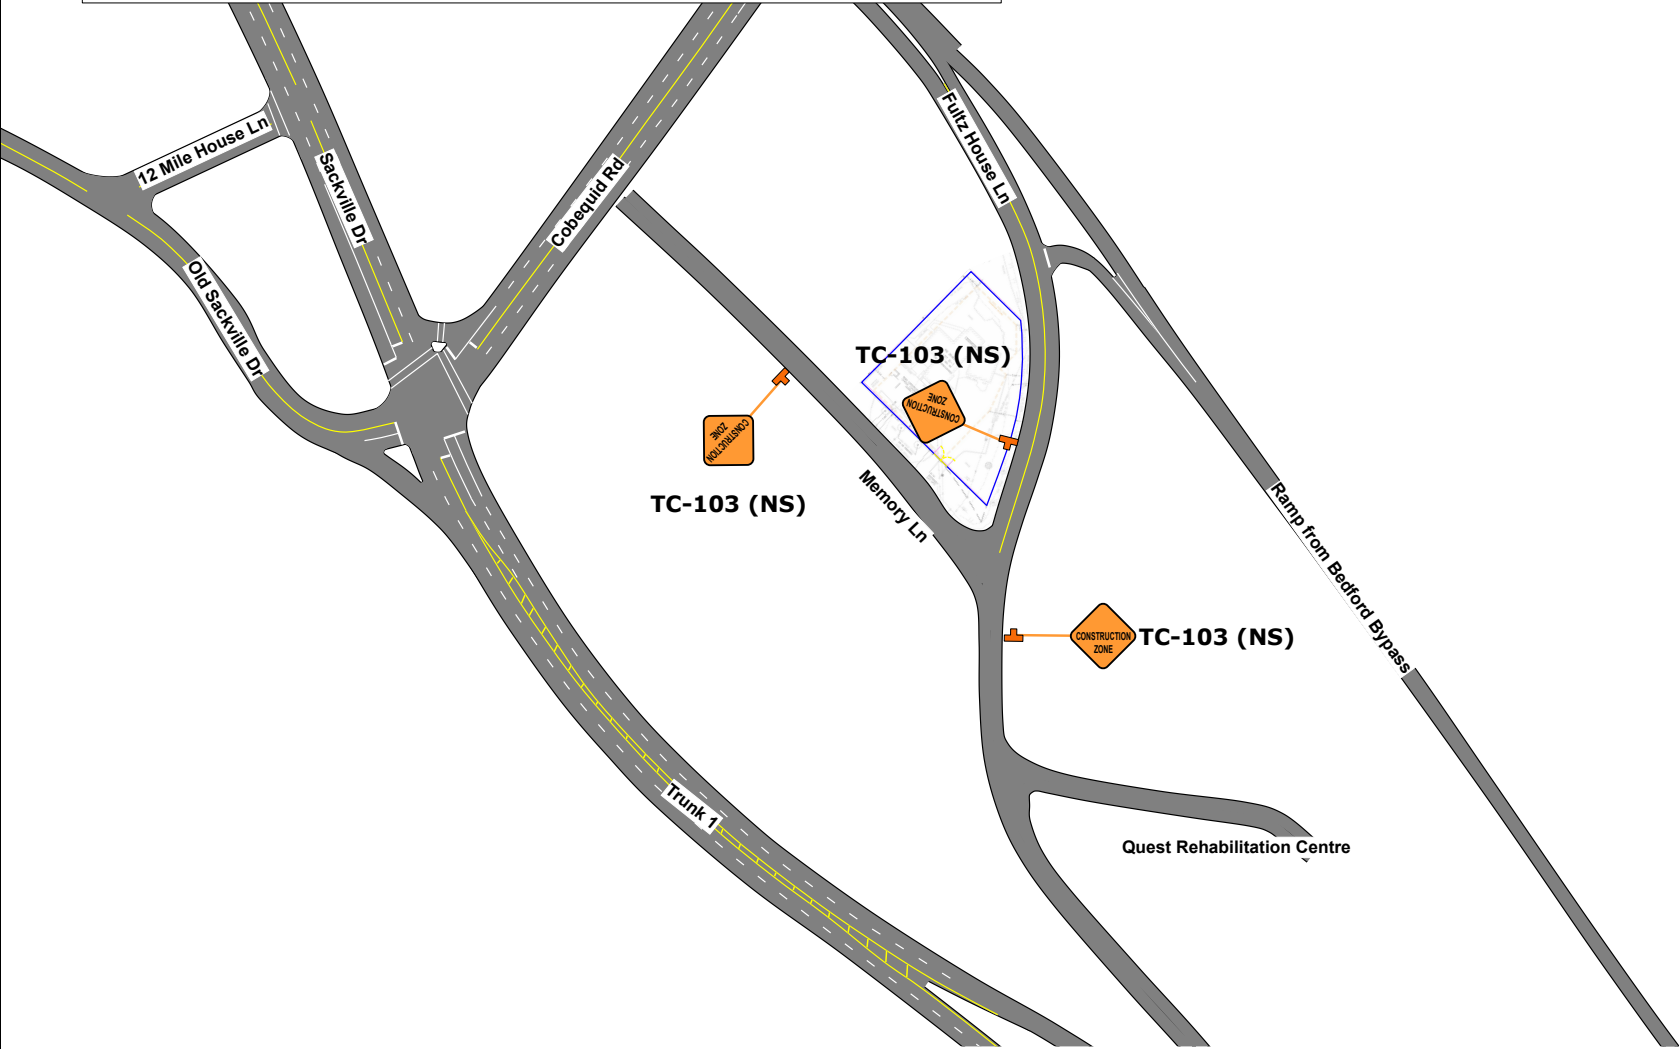 12 Mile House Ln
Sackville Dr
Cobequid Rd
Fultz House Ln
Old Sackville Dr
TC-103 (NS)
CONSTRUCTION
ZONE
CONSTRUCTION
ZONE
TC-103 (NS)
Memory Ln
Ramp from Bedford Bypass
CONSTRUCTION
ZONE
TC-103 (NS)
Trunk 1
Quest Rehabilitation Centre